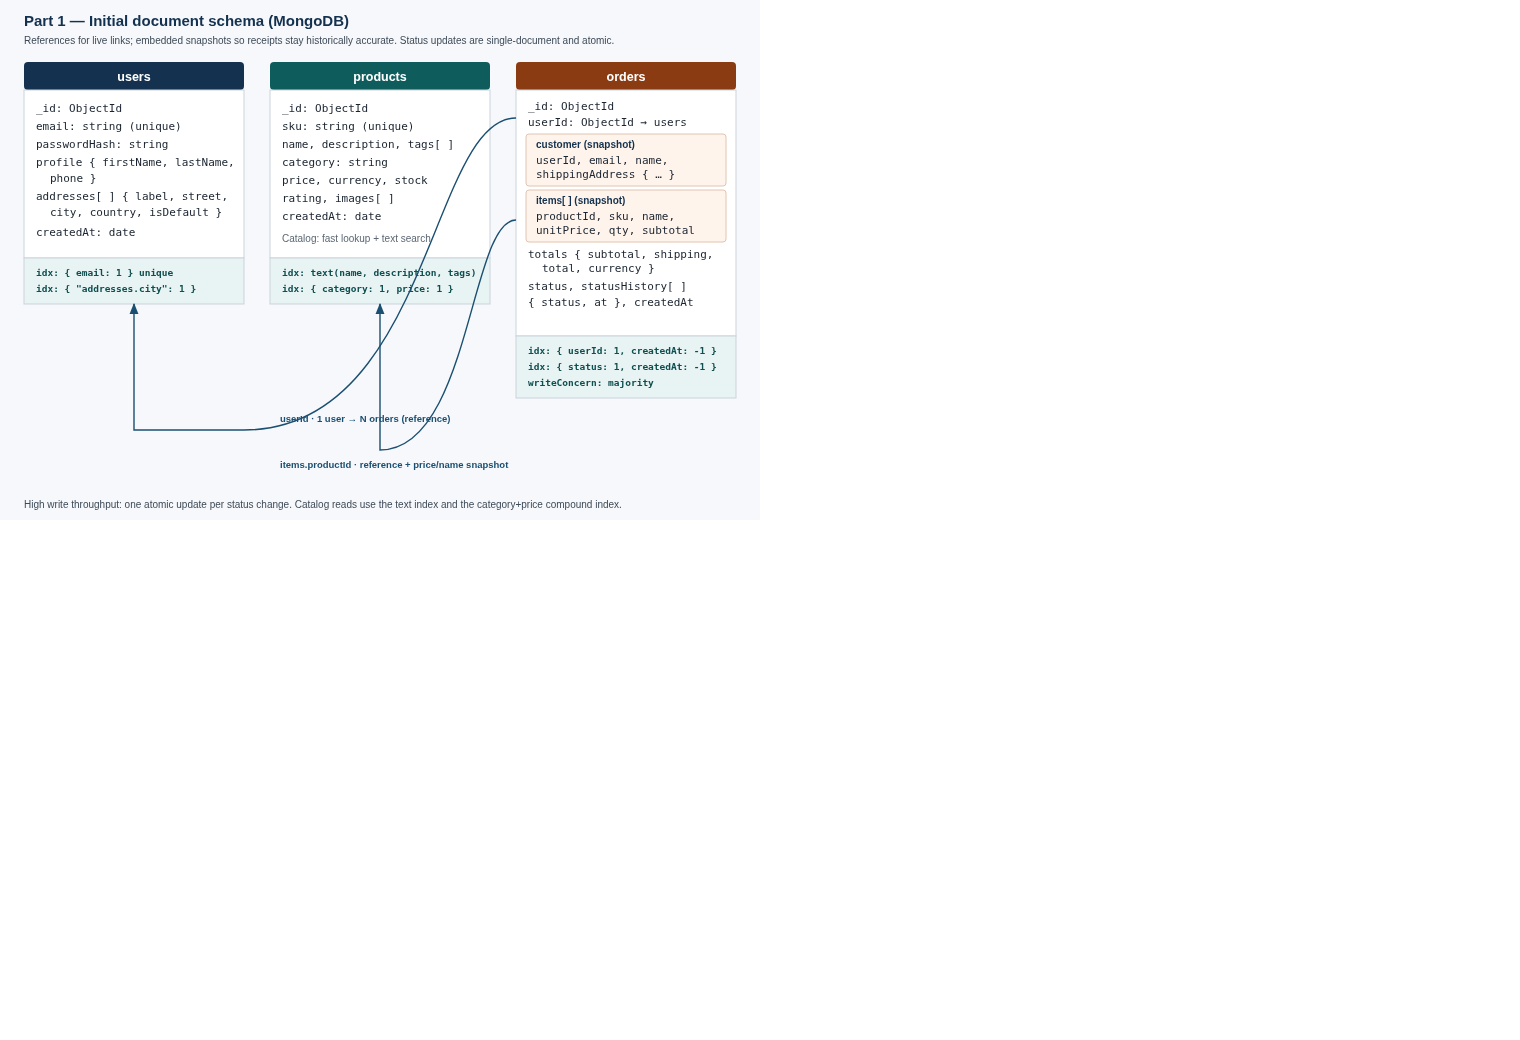 Part 1 — Initial document schema (MongoDB)
References for live links; embedded snapshots so receipts stay historically accurate. Status updates are single-document and atomic.
users
_id: ObjectId
email: string (unique)
passwordHash: string
profile { firstName, lastName,
phone }
addresses[ ] { label, street,
city, country, isDefault }
createdAt: date
idx: { email: 1 } unique
idx: { "addresses.city": 1 }
products
_id: ObjectId
sku: string (unique)
name, description, tags[ ]
category: string
price, currency, stock
rating, images[ ]
createdAt: date
Catalog: fast lookup + text search
idx: text(name, description, tags)
idx: { category: 1, price: 1 }
orders
_id: ObjectId
userId: ObjectId → users
customer (snapshot)
userId, email, name,
shippingAddress { … }
items[ ] (snapshot)
productId, sku, name,
unitPrice, qty, subtotal
totals { subtotal, shipping,
total, currency }
status, statusHistory[ ]
{ status, at }, createdAt
idx: { userId: 1, createdAt: -1 }
idx: { status: 1, createdAt: -1 }
writeConcern: majority
userId · 1 user → N orders (reference)
items.productId · reference + price/name snapshot
High write throughput: one atomic update per status change. Catalog reads use the text index and the category+price compound index.